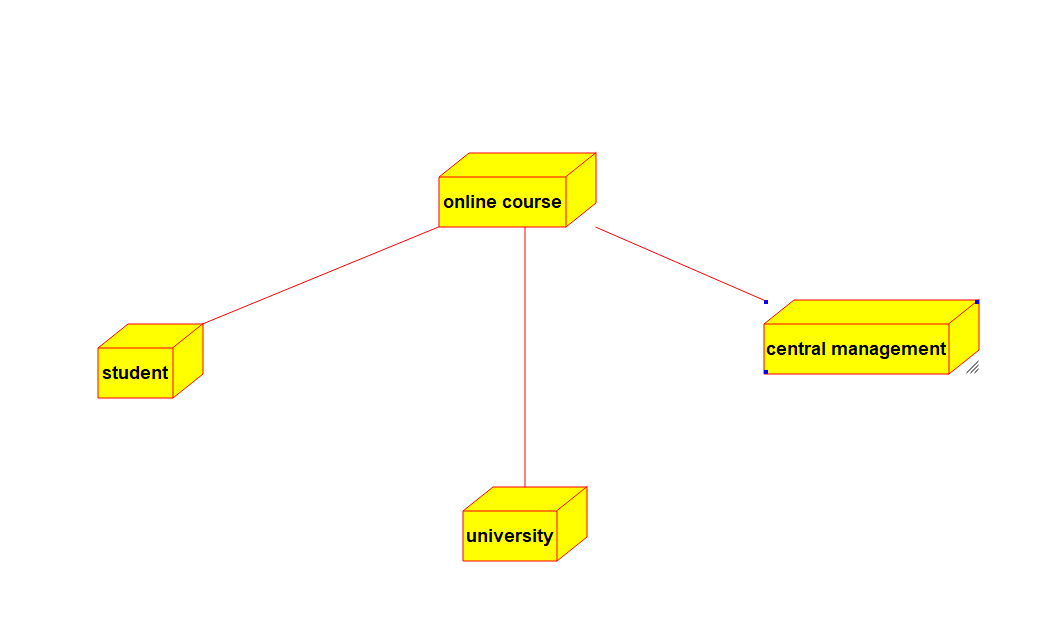 online course
central management
student
university